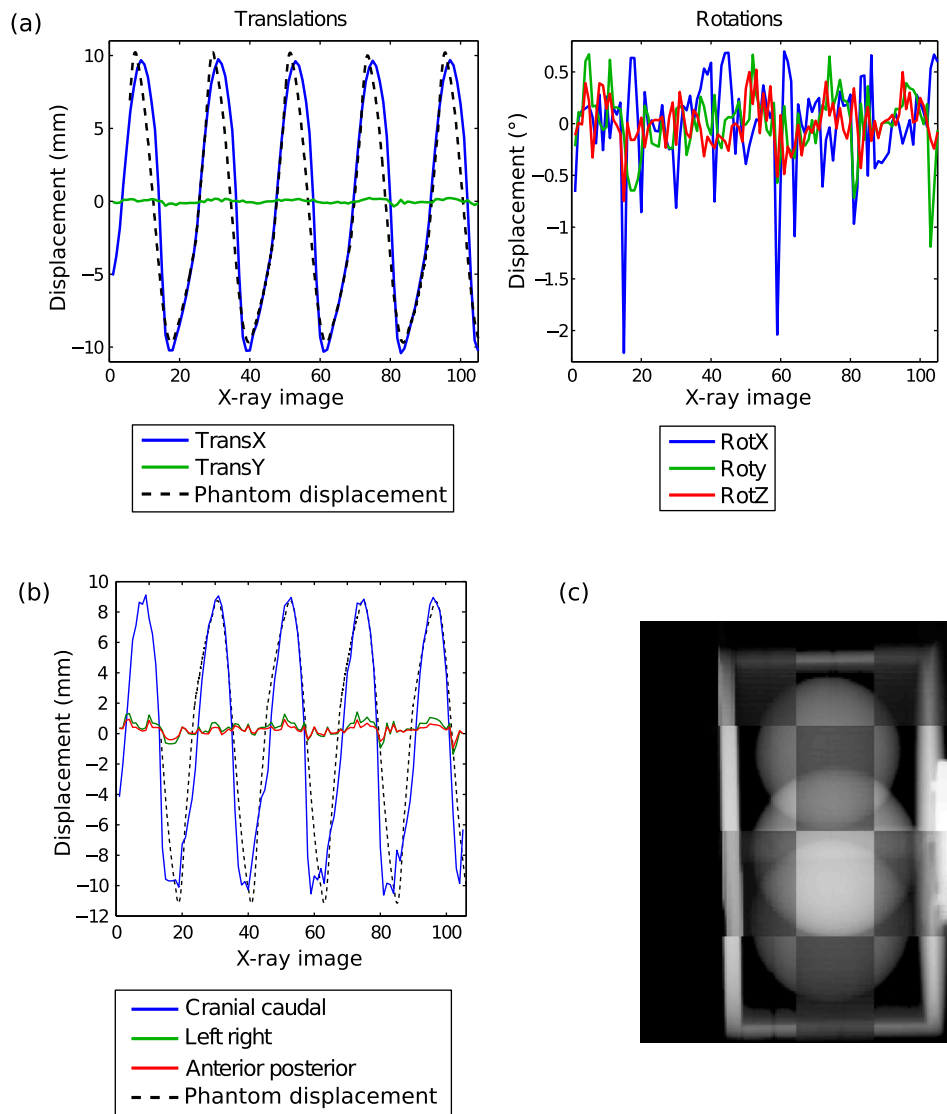 (a)
Translations
Rotations
Displacement (mm)
10
5
0
−5
−10
0 20 40 60 80 100
X-ray image
TransX
TransY
Phantom displacement
Displacement (°)
0.5
0
−0.5
−1
−1.5
−2
0 20 40 60 80 100
X-ray image
RotX
Roty
RotZ
(b)
Displacement (mm)
10
8
6
4
2
0
−2
−4
−6
−8
−10
−12
0 20 40 60 80 100
X-ray image
Cranial caudal
Left right
Anterior posterior
Phantom displacement
(c)